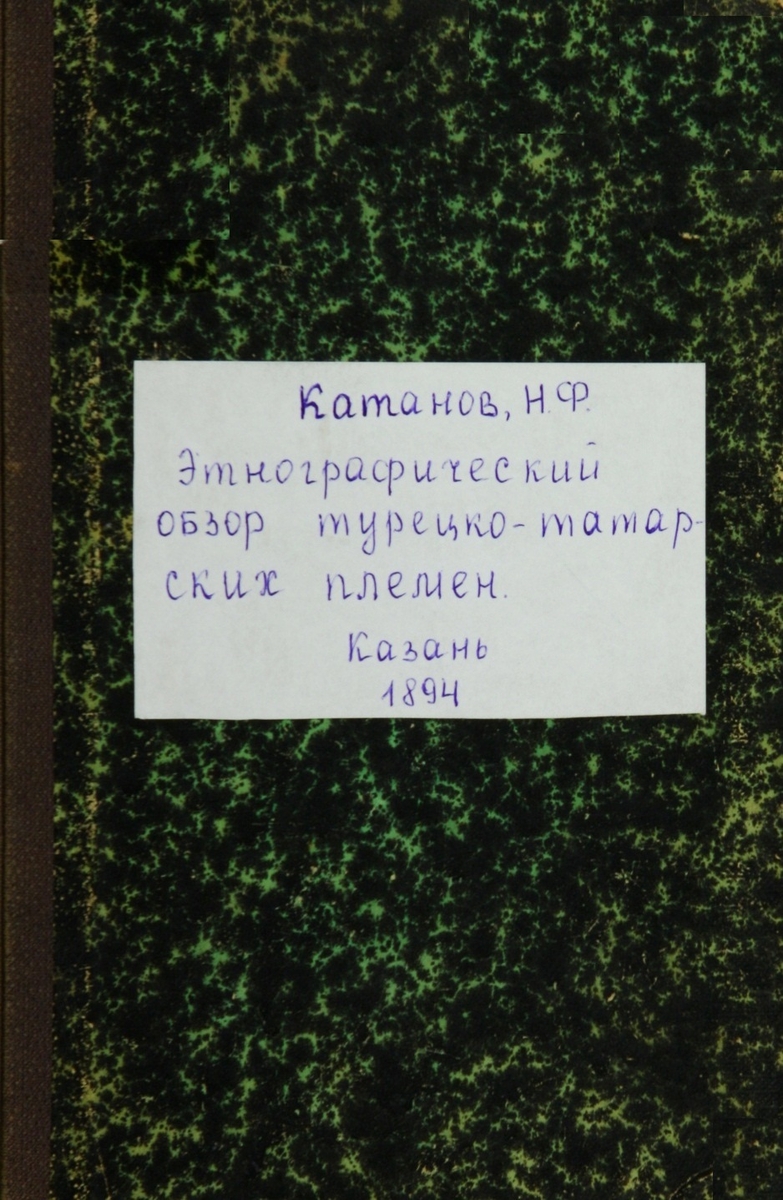 Катанов, Н.Ф.
Этнографический
обзор турецко-татар-
ских племен.
Казань
1894